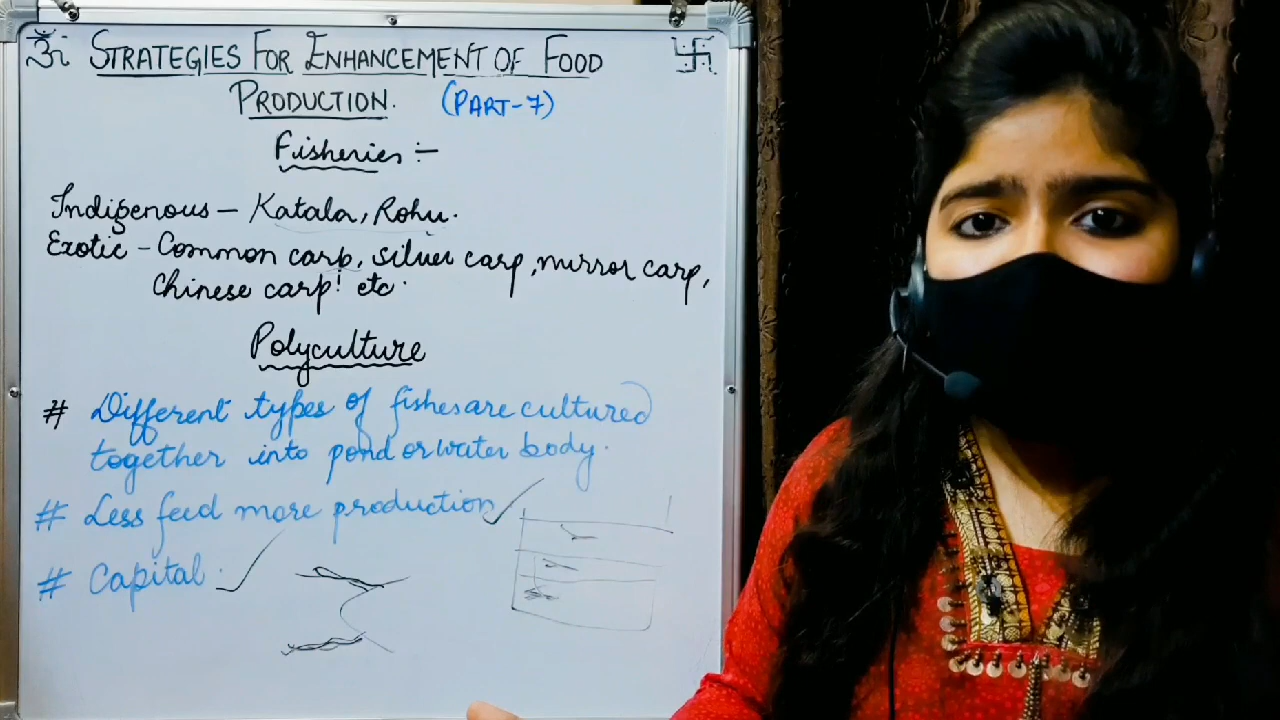 ॐ STRATEGIES FOR ENHANCEMENT OF FOOD
PRODUCTION. (PART-7)
Fisheries :-
Indigenous - Katala, Rohu.
Exotic - Common carp, silver carp, mirror carp,
Chinese carp! etc.
Polyculture
# Different types of fishes are cultured
together into pond or water body.
# Less feed more production
# Capital.